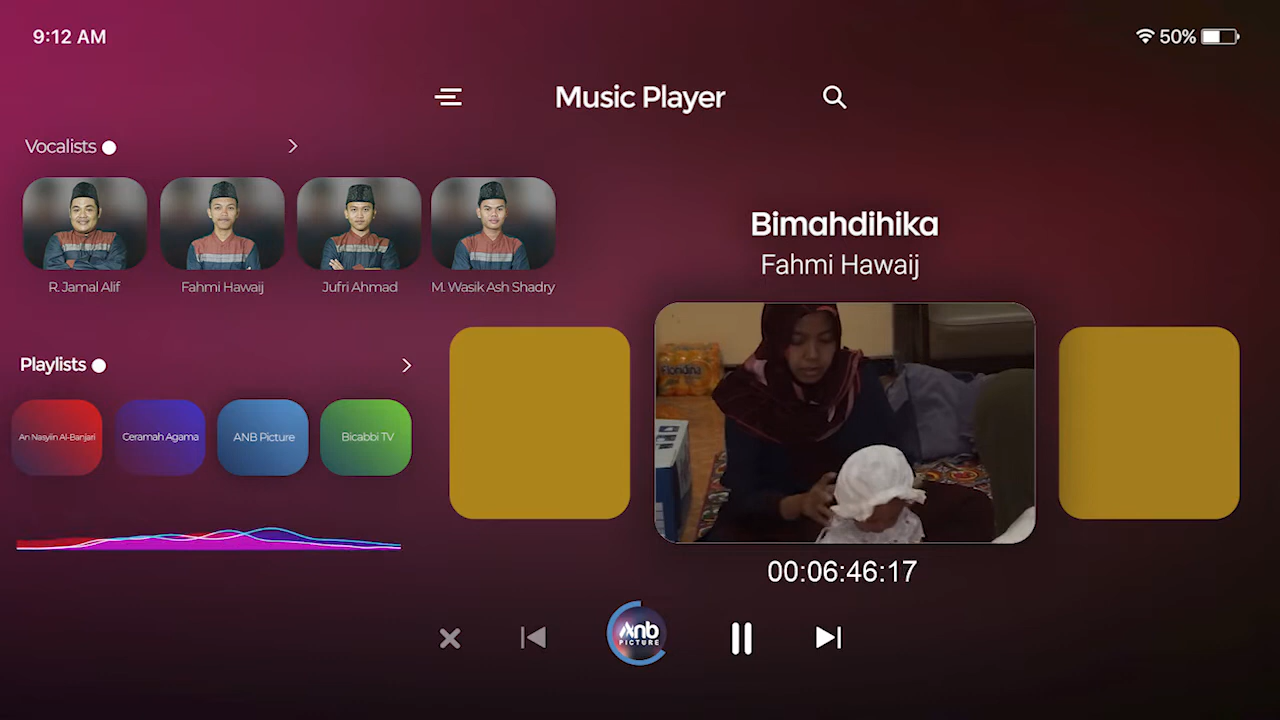 9:12 AM
50%
Music Player
Vocalists
R. Jamal Alif
Fahmi Hawaij
Jufri Ahmad
M. Wasik Ash Shadry
Bimahdihika
Fahmi Hawaij
Playlists
An Nasyiin Al-Banjari
Ceramah Agama
ANB Picture
Bicabbi TV
floridina
00:06:46:17
Anb
PICTURE